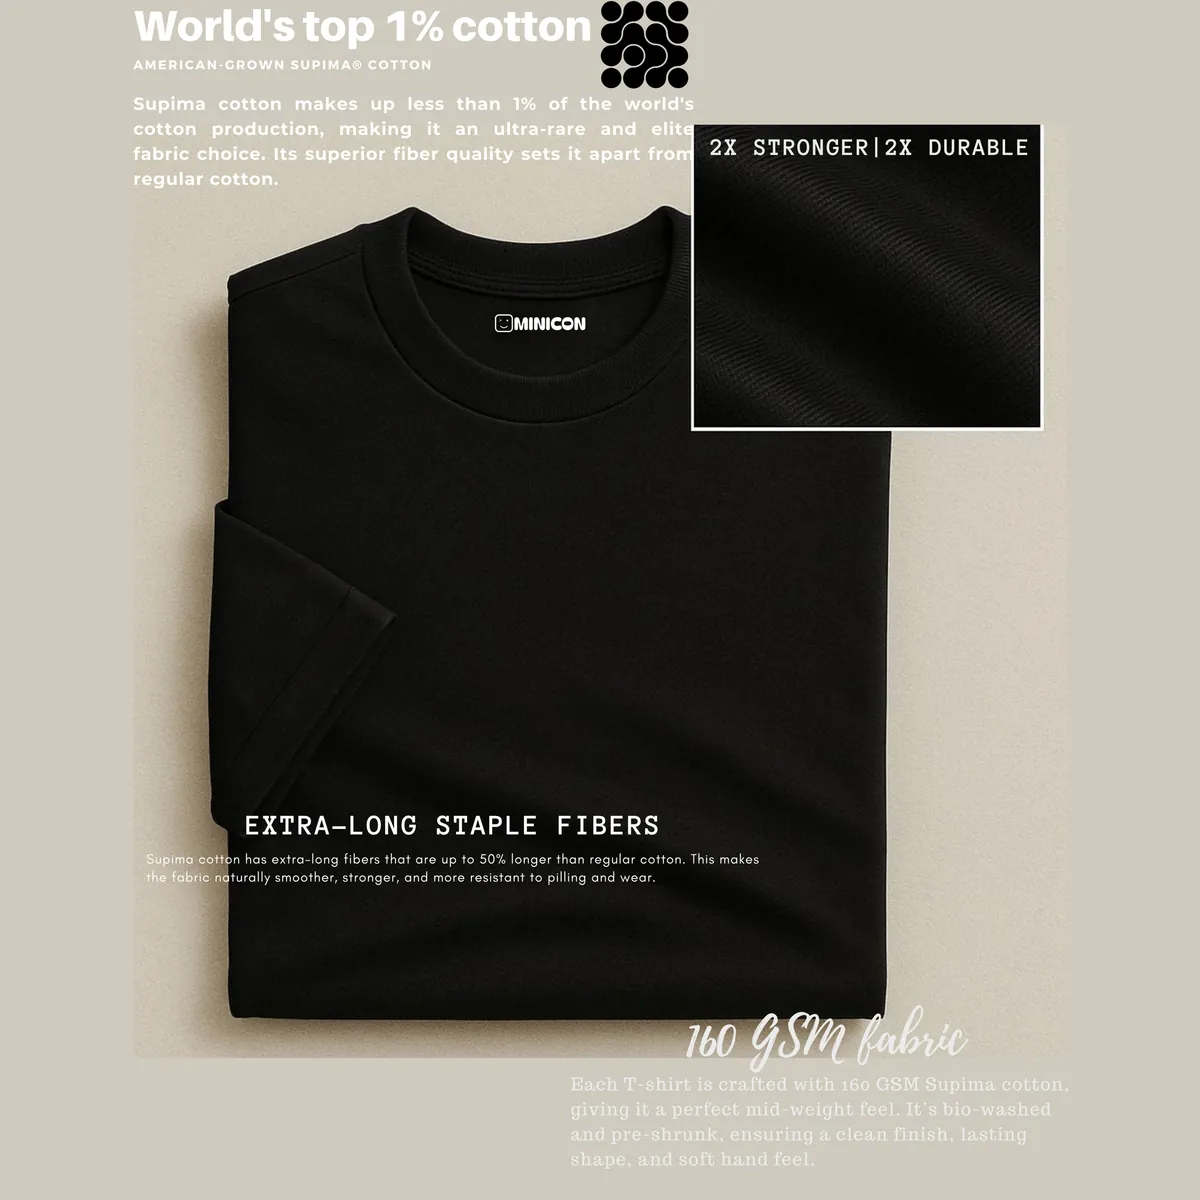 World's top 1% cotton
AMERICAN-GROWN SUPIMA® COTTON
Supima cotton makes up less than 1% of the world's
cotton production, making it an ultra-rare and elite
fabric choice. Its superior fiber quality sets it apart from
regular cotton.
2X STRONGER|2X DURABLE
MINICON
EXTRA–LONG STAPLE FIBERS
Supima cotton has extra-long fibers that are up to 50% longer than regular cotton. This makes
the fabric naturally smoother, stronger, and more resistant to pilling and wear.
160 GSM fabric
Each T-shirt is crafted with 160 GSM Supima cotton,
giving it a perfect mid-weight feel. It's bio-washed
and pre-shrunk, ensuring a clean finish, lasting
shape, and soft hand feel.